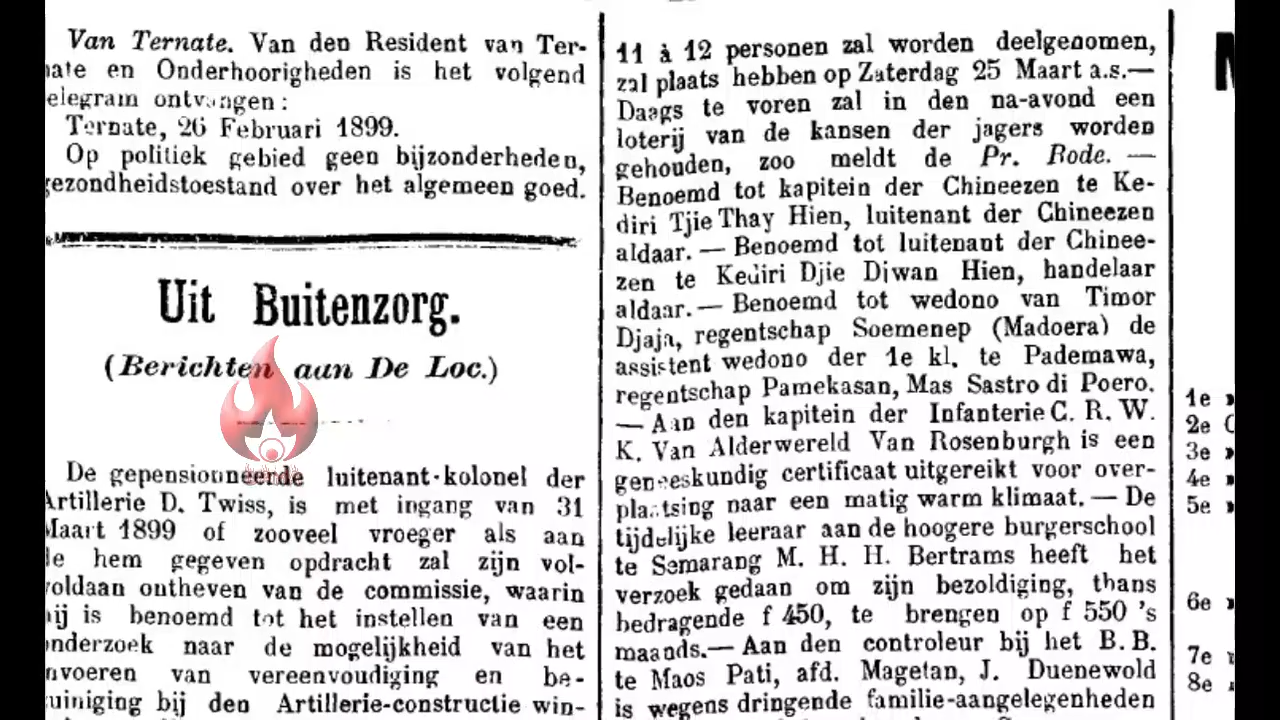 Van Ternate. Van den Resident van Ter-
nate en Onderhoorigheden is het volgend
elegram ontvangen:
Ternate, 26 Februari 1899.
Op politiek gebied geen bijzonderheden,
gezondheidstoestand over het algemeen goed.
Uit Buitenzorg.
(Berichten aan De Loc.)
De gepensionneerde luitenant-kolonel der
Artillerie D. Twiss, is met ingang van 31
Maart 1899 of zooveel vroeger als aan
de hem gegeven opdracht zal zijn vol-
voldaan ontheven van de commissie, waarin
hij is benoemd tot het instellen van een
onderzoek naar de mogelijkheid van het
invoeren van vereenvoudiging en be-
zuiniging bij den Artillerie-constructie win-
11 à 12 personen zal worden deelgenomen,
zal plaats hebben op Zaterdag 25 Maart a.s.—
Daags te voren zal in den na-avond een
loterij van de kansen der jagers worden
gehouden, zoo meldt de Pr. Bode. —
Benoemd tot kapitein der Chineezen te Ke-
diri Tjie Thay Hien, luitenant der Chineezen
aldaar. — Benoemd tot luitenant der Chinee-
zen te Kediri Djie Djwan Hien, handelaar
aldaar. — Benoemd tot wedono van Timor
Djaja, regentschap Soemenep (Madoera) de
assistent wedono der 1e kl. te Pademawa,
regentschap Pamekasan, Mas Sastro di Poero.
— Aan den kapitein der Infanterie C. R. W.
K. Van Alderwereld Van Rosenburgh is een
geneeskundig certificaat uitgereikt voor over-
plaatsing naar een matig warm klimaat. — De
tijdelijke leeraar aan de hoogere burgerschool
te Semarang M. H. H. Bertrams heeft het
verzoek gedaan om zijn bezoldiging, thans
bedragende f 450, te brengen op f 550 's
maands.— Aan den controleur bij het B. B.
te Maos Pati, afd. Magetan, J. Duenewold
is wegens dringende familie-aangelegenheden
1e
2e
3e
4e
5e
6e
7e
8e